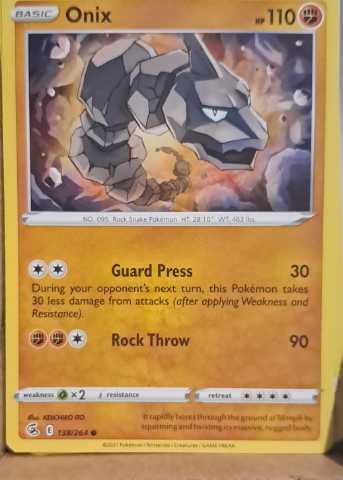 BASIC Onix HP 110
NO. 095 Rock Snake Pokémon HT: 28'10" WT: 463 lbs.
Guard Press 30
During your opponent's next turn, this Pokémon takes
30 less damage from attacks (after applying Weakness and
Resistance).
Rock Throw 90
weakness ×2 resistance retreat
Illus. KEIICHIRO ITO
It rapidly bores through the ground at 50 mph by
squirming and twisting its massive, rugged body.
E 138/264
©2021 Pokémon / Nintendo / Creatures / GAME FREAK